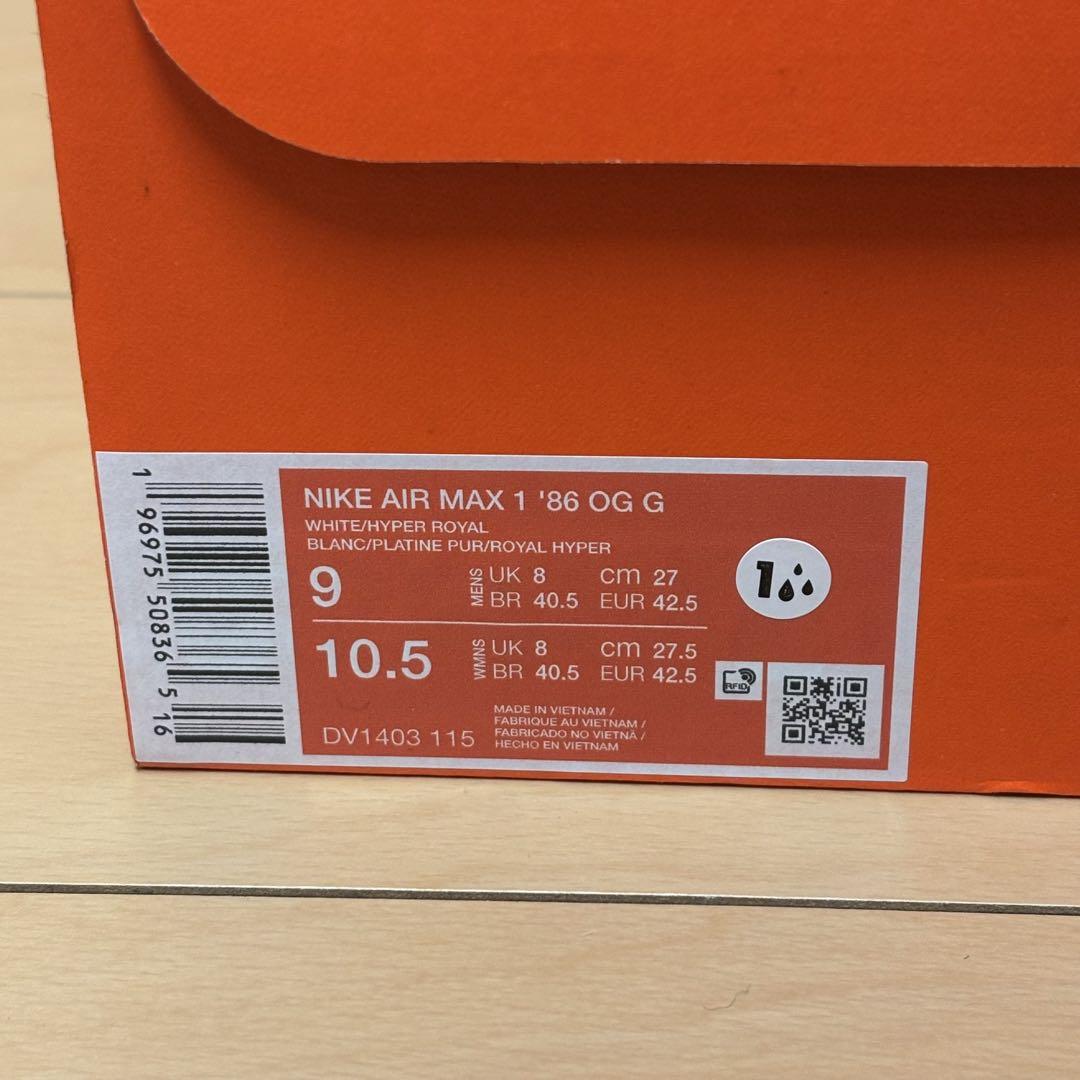 1 96975 50836 5 16
NIKE AIR MAX 1 '86 OG G
WHITE/HYPER ROYAL
BLANC/PLATINE PUR/ROYAL HYPER
9 MENS UK 8 cm 27
BR 40.5 EUR 42.5
10.5 WMNS UK 8 cm 27.5
BR 40.5 EUR 42.5
1
RFID
DV1403 115
MADE IN VIETNAM /
FABRIQUE AU VIETNAM /
FABRICADO NO VIETNÃ /
HECHO EN VIETNAM